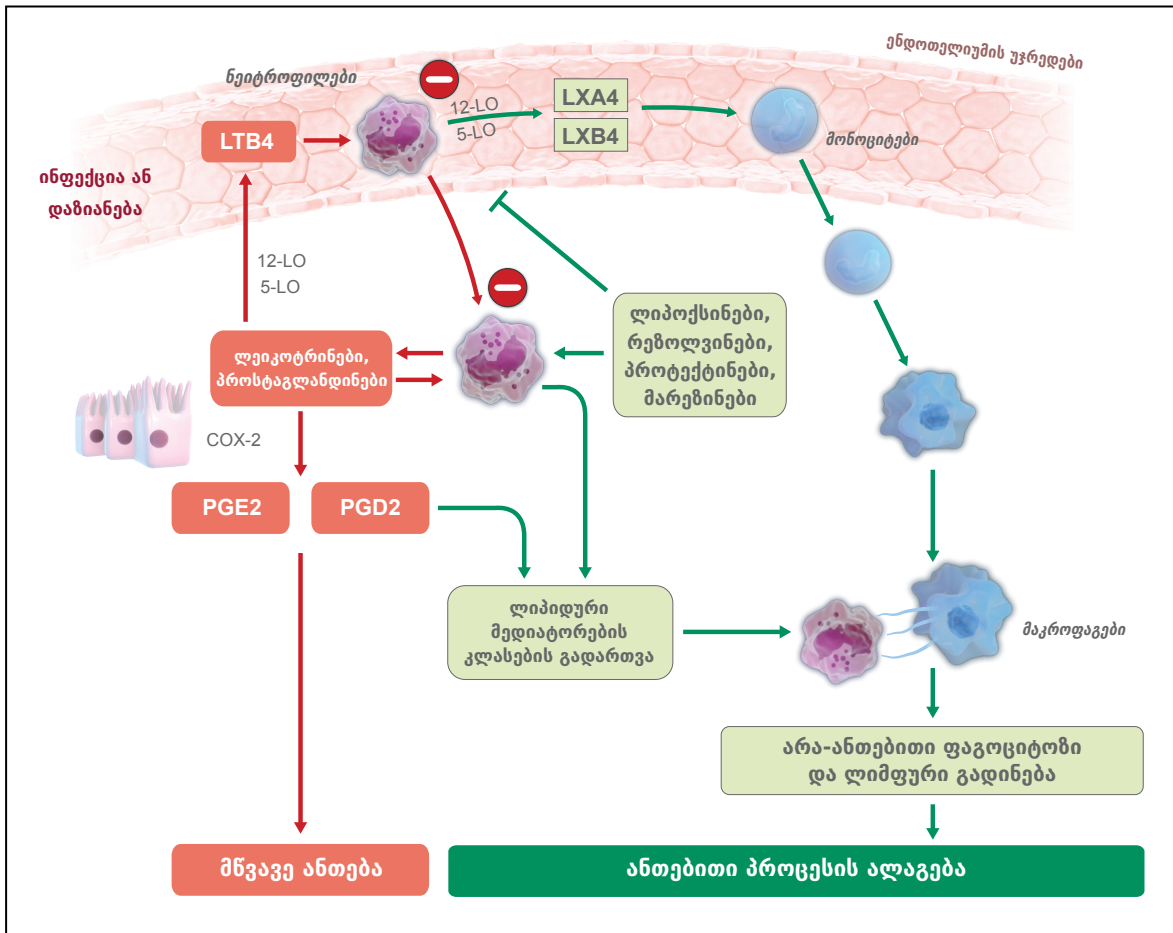 ენდოთელიუმის უჯრედები
ნეიტროფილები
12-LO
5-LO
LXA4
LXB4
LTB4
მონოციტები
ინფექცია ან
დაზიანება
12-LO
5-LO
ლიპოქსინები,
რეზოლვინები,
პროტექტინები,
მარეზინები
ლეიკოტრინები,
პროსტაგლანდინები
COX-2
PGE2
PGD2
ლიპიდური
მედიატორების
კლასების გადართვა
მაკროფაგები
არა-ანთებითი ფაგოციტოზი
და ლიმფური გადინება
მწვავე ანთება
ანთებითი პროცესის ალაგება